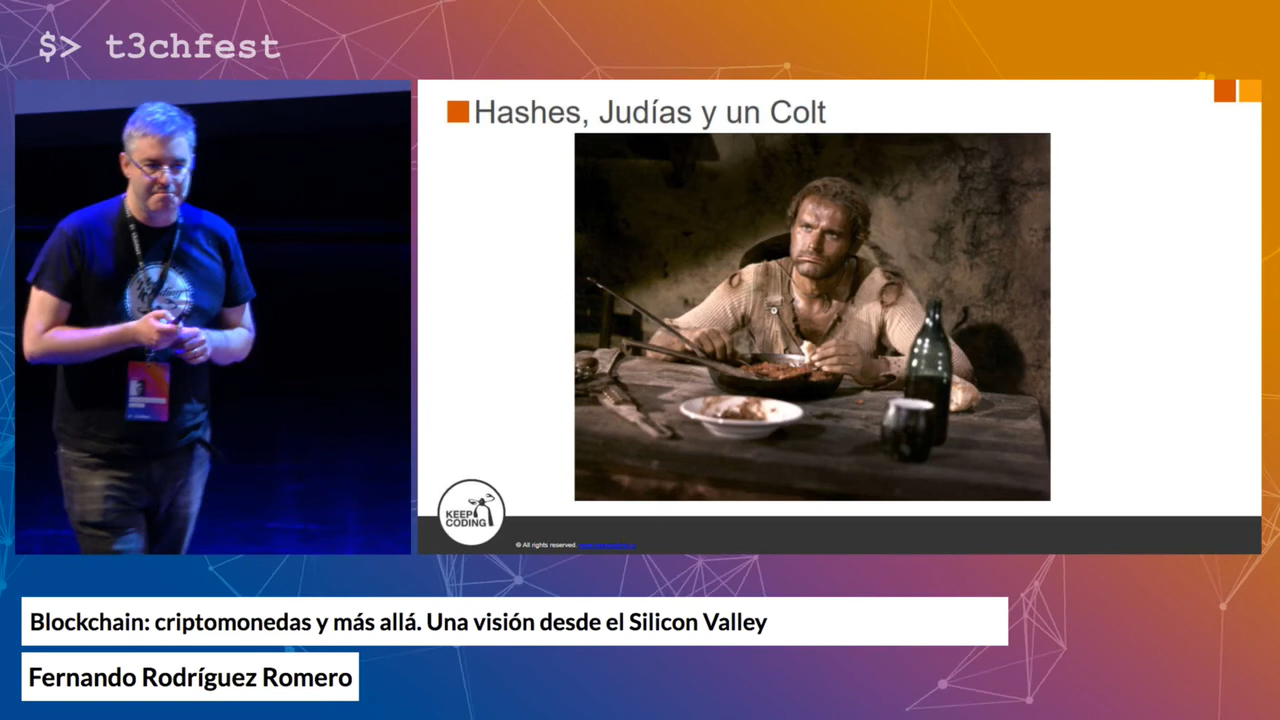 $> t3chfest
Hashes, Judías y un Colt
KEEP
CODING
© All rights reserved.
Blockchain: criptomonedas y más allá. Una visión desde el Silicon Valley
Fernando Rodríguez Romero